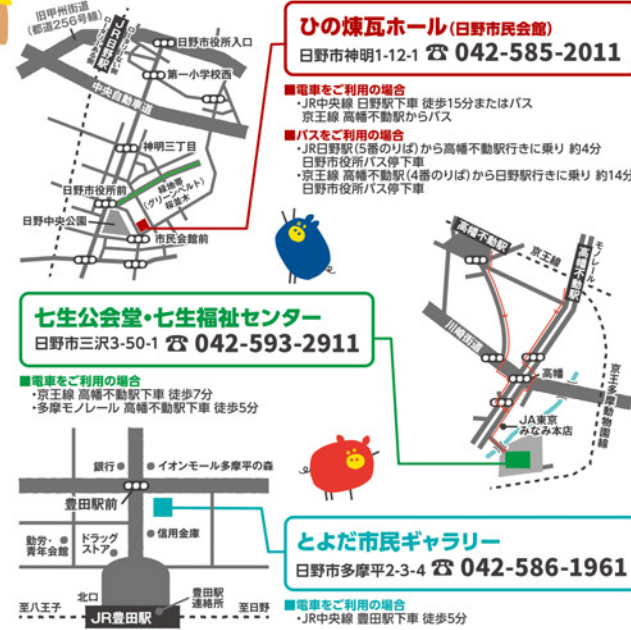 旧甲州街道
(都道256号線)
JR日野駅
日野市役所入口
第一小学校西
中央自動車道
神明三丁目
日野市役所前
緑地帯
(グリーンベルト)
桜並木
日野中央公園
市民会館前
ひの煉瓦ホール(日野市民会館)
日野市神明1-12-1 ☎ 042-585-2011
■電車をご利用の場合
・JR中央線 日野駅下車 徒歩15分またはバス
京王線 高幡不動駅からバス
■バスをご利用の場合
・JR日野駅(5番のりば)から高幡不動駅行きに乗り 約4分
日野市役所バス停下車
・京王線 高幡不動駅(4番のりば)から日野駅行きに乗り 約14分
日野市役所バス停下車
七生公会堂・七生福祉センター
日野市三沢3-50-1 ☎ 042-593-2911
■電車をご利用の場合
・京王線 高幡不動駅下車 徒歩7分
・多摩モノレール 高幡不動駅下車 徒歩5分
高幡不動駅
京王線
モノレール
高幡不動駅
川崎街道
高幡
京王多摩動物園線
JA東京
みなみ本店
銀行
イオンモール多摩平の森
豊田駅前
勤労・
青年会館
ドラッグ
ストア
信用金庫
北口
豊田駅
連絡所
至八王子
JR豊田駅
至日野
とよだ市民ギャラリー
日野市多摩平2-3-4 ☎ 042-586-1961
■電車をご利用の場合
・JR中央線 豊田駅下車 徒歩5分